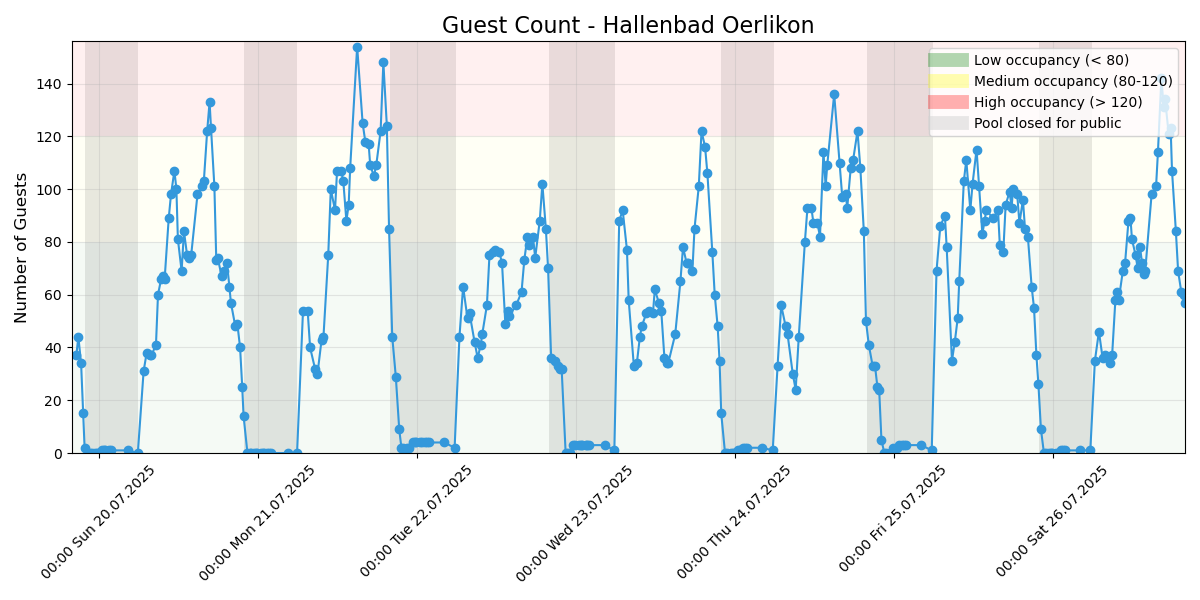 Guest Count - Hallenbad Oerlikon
Low occupancy (< 80)
Medium occupancy (80-120)
High occupancy (> 120)
Pool closed for public
Number of Guests
140
120
100
80
60
40
20
0
00:00 Sun 20.07.2025
00:00 Mon 21.07.2025
00:00 Tue 22.07.2025
00:00 Wed 23.07.2025
00:00 Thu 24.07.2025
00:00 Fri 25.07.2025
00:00 Sat 26.07.2025